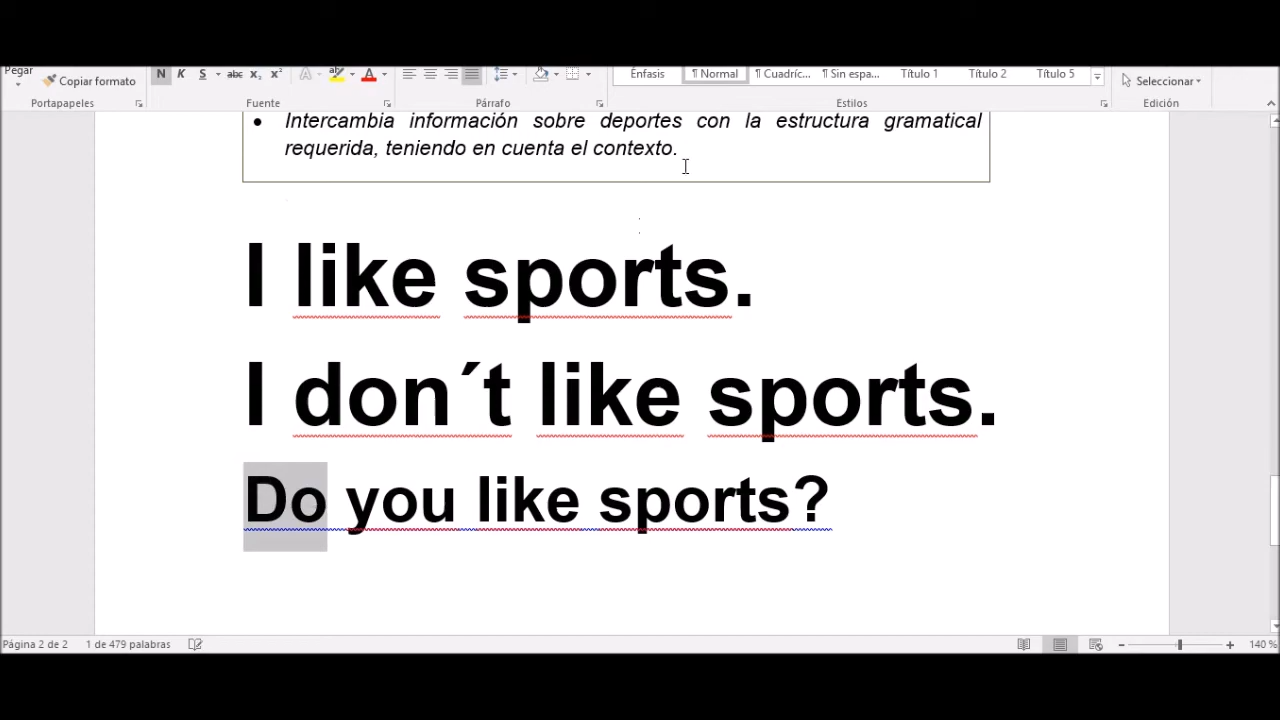 Pegar
Copiar formato
N K S abc x₂ x² A aby A
Énfasis ¶ Normal ¶ Cuadríc... ¶ Sin espa... Título 1 Título 2 Título 5
Seleccionar
Portapapeles Fuente Párrafo Estilos Edición
• Intercambia información sobre deportes con la estructura gramatical
requerida, teniendo en cuenta el contexto.
I like sports.
I don´t like sports.
Do you like sports?
Página 2 de 2 1 de 479 palabras 140 %